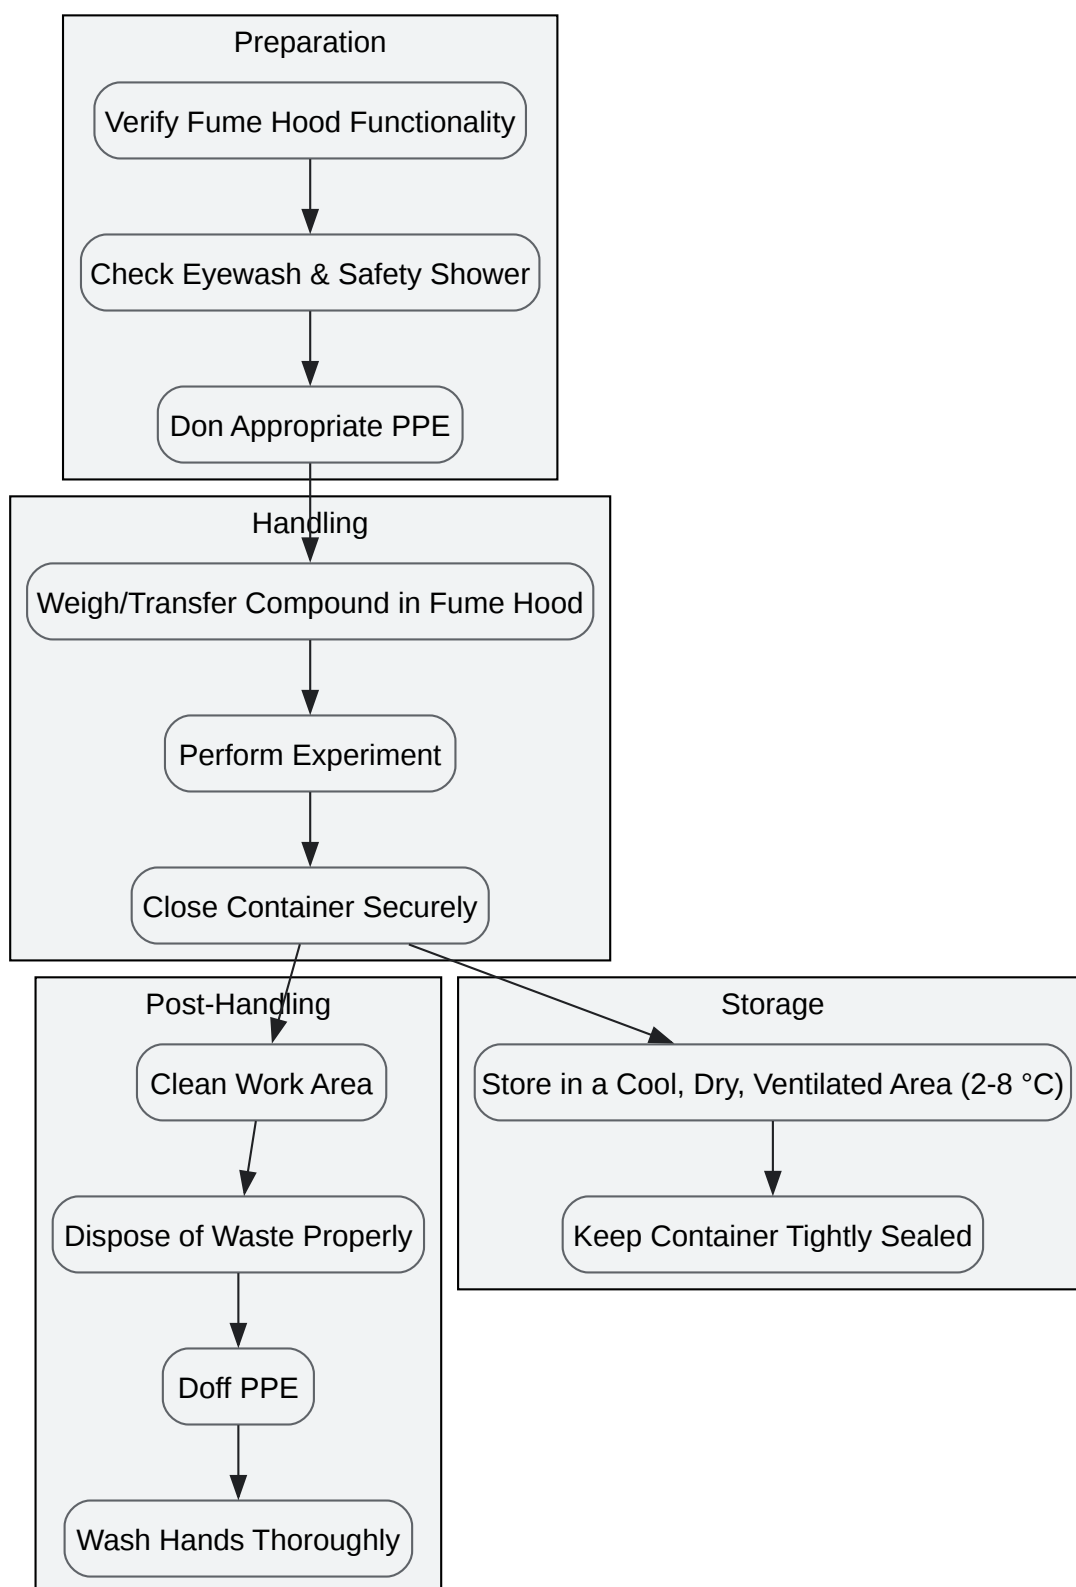 Preparation
Verify Fume Hood Functionality
Check Eyewash & Safety Shower
Don Appropriate PPE
Handling
Weigh/Transfer Compound in Fume Hood
Perform Experiment
Close Container Securely
Post-Handling
Clean Work Area
Dispose of Waste Properly
Doff PPE
Wash Hands Thoroughly
Storage
Store in a Cool, Dry, Ventilated Area (2-8 °C)
Keep Container Tightly Sealed